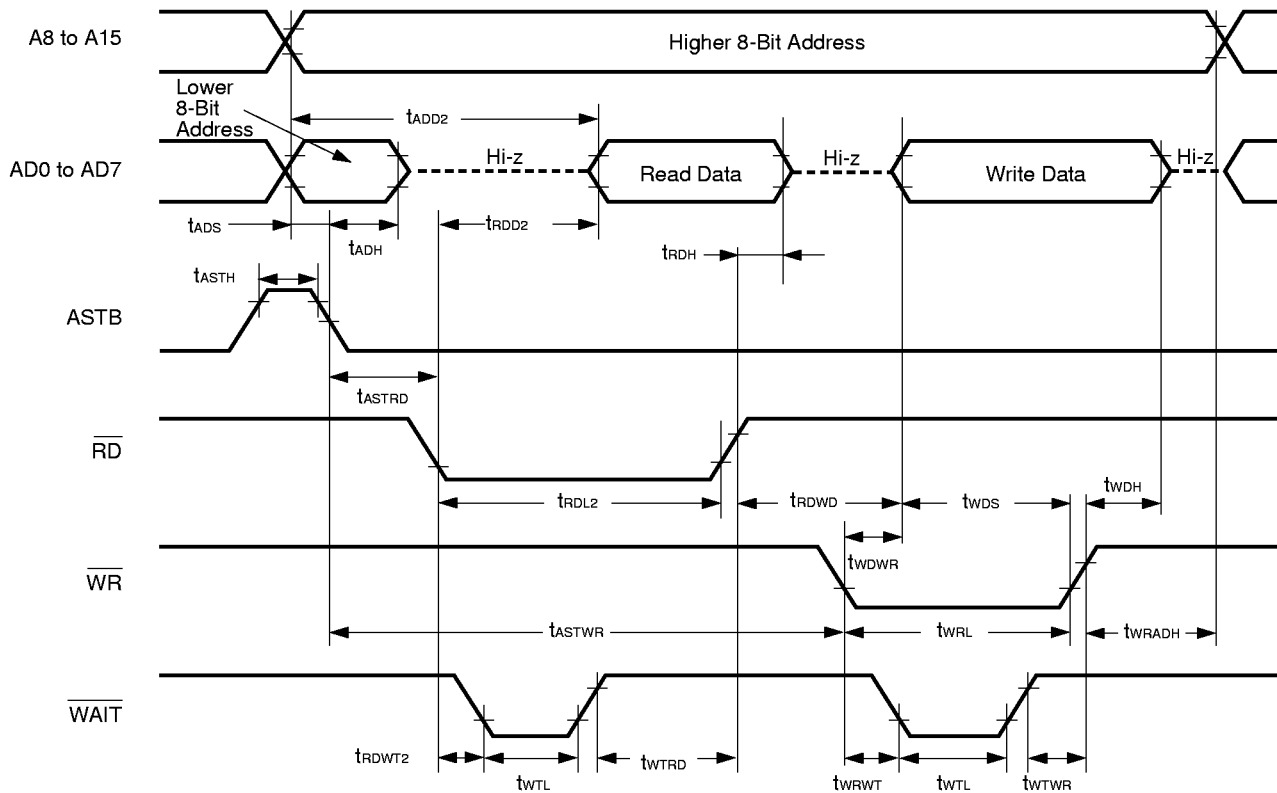 A8 to A15
Higher 8-Bit Address
Lower
8-Bit
Address
tADD2
AD0 to AD7
Hi-z
Read Data
Hi-z
Write Data
Hi-z
tADS
tADH
tRDD2
tRDH
tASTH
ASTB
tASTRD
RD
tRDL2
tRDWD
tWDS
tWDH
WR
tWDWR
tASTWR
tWRL
tWRADH
WAIT
tRDWT2
tWTL
tWTRD
tWRWT
tWTL
tWTWR